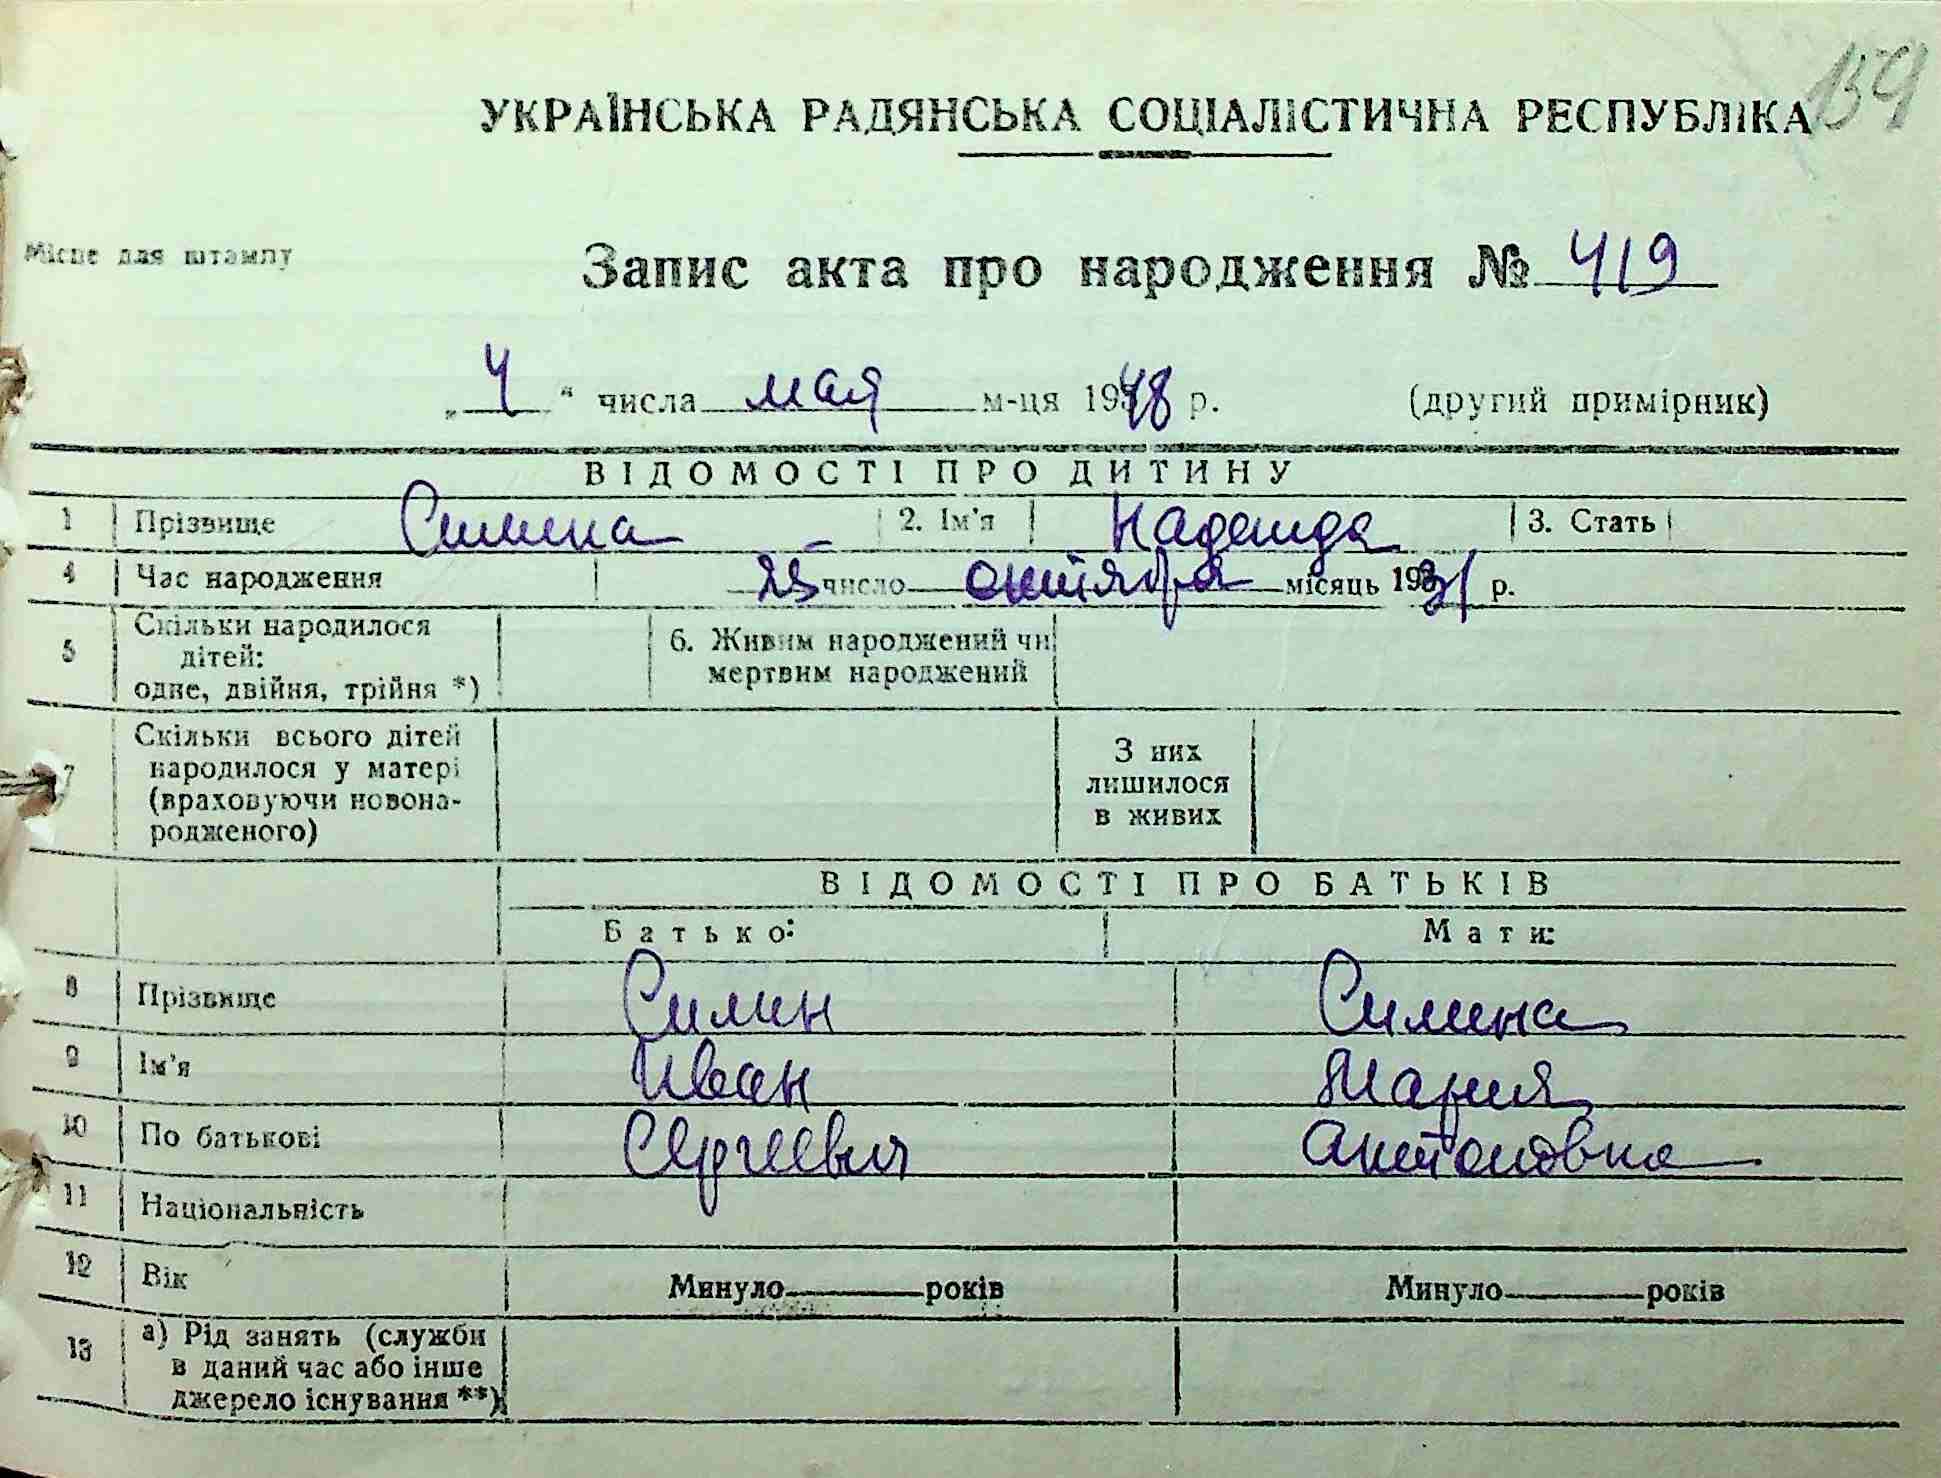 159
УКРАЇНСЬКА РАДЯНСЬКА СОЦІАЛІСТИЧНА РЕСПУБЛІКА
Місце для штампу
Запис акта про народження № 419
„4“ числа мая м-ця 1948 р. (другий примірник)
ВІДОМОСТІ ПРО ДИТИНУ
1 Прізвище Силина 2. Ім'я Надежда 3. Стать
4 Час народження 25 число октября місяць 1931 р.
5 Скільки народилося дітей: одне, двійня, трійня *) 6. Живим народжений чи мертвим народжений
7 Скільки всього дітей народилося у матері (враховуючи новонародженого) З них лишилося в живих
ВІДОМОСТІ ПРО БАТЬКІВ
Батько: Мати:
8 Прізвище Силин Силина
9 Ім'я Иван Мария
10 По батькові Сергеевич Антоновна
11 Національність
12 Вік Минуло років Минуло років
13 а) Рід занять (служби в даний час або інше джерело існування **)